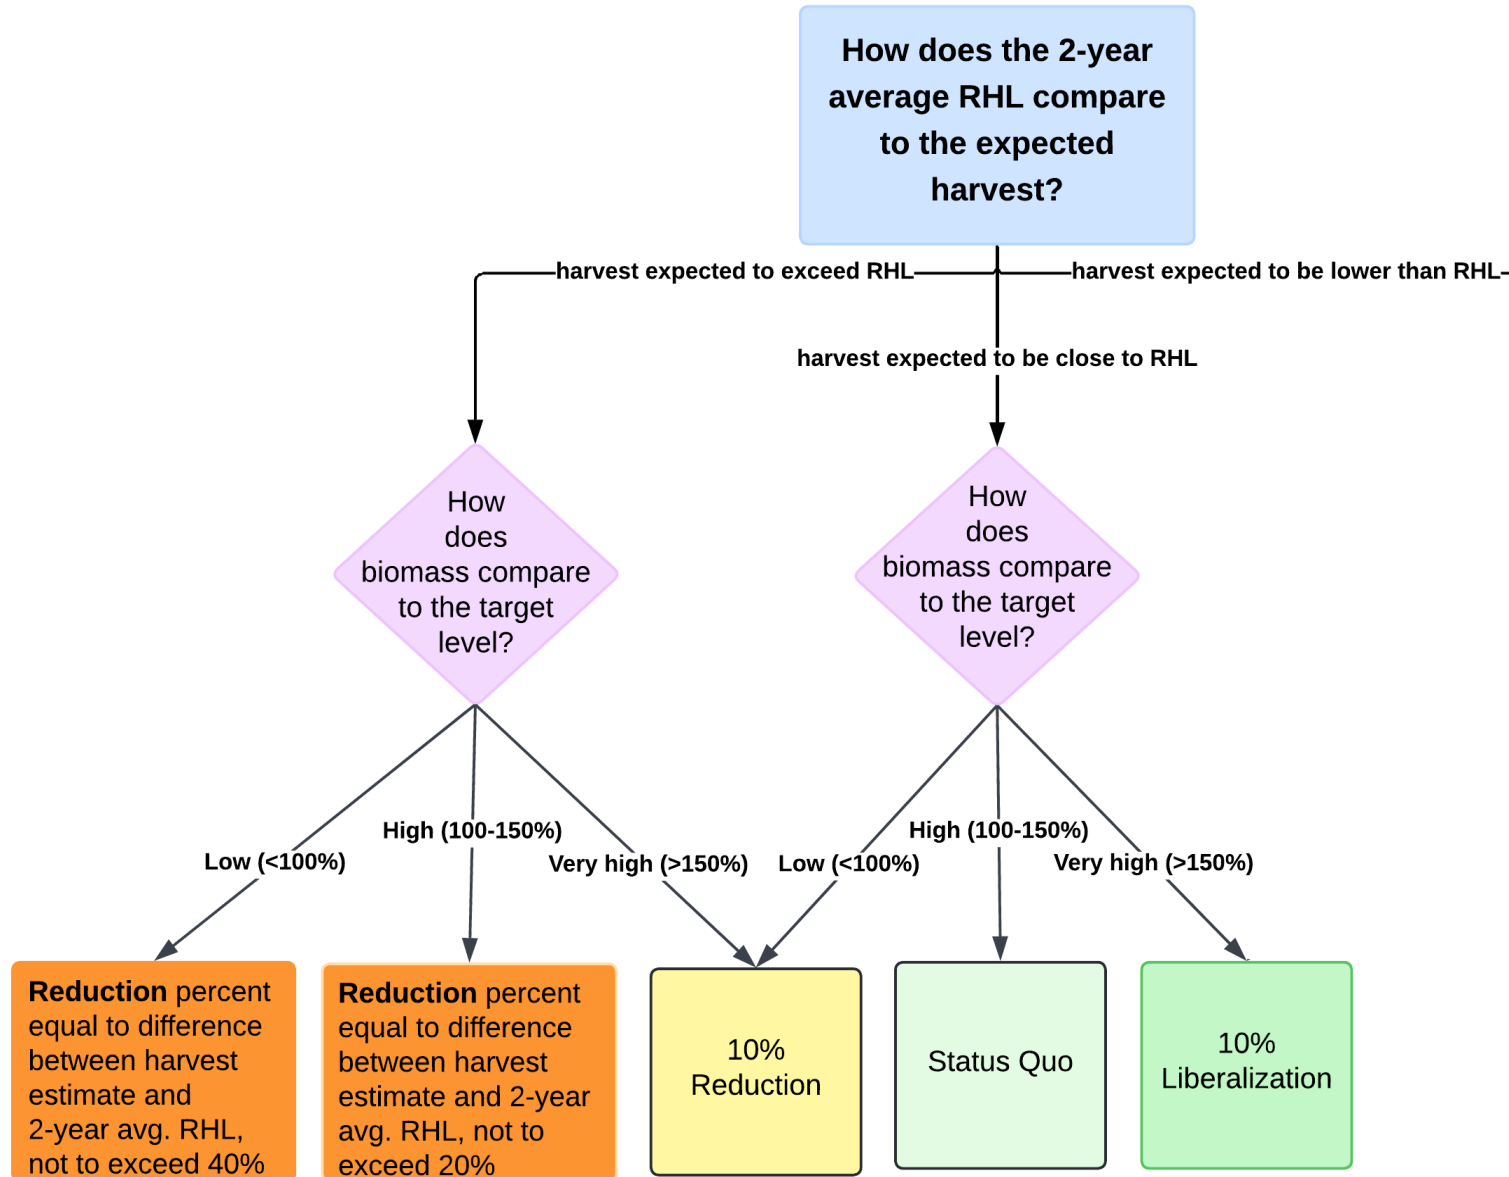 How does the 2-year
average RHL compare
to the expected
harvest?
harvest expected to exceed RHL
harvest expected to be lower than RHL
harvest expected to be close to RHL
How
does
biomass compare
to the target
level?
How
does
biomass compare
to the target
level?
Low (<100%)
High (100-150%)
Very high (>150%)
Low (<100%)
High (100-150%)
Very high (>150%)
Reduction percent
equal to difference
between harvest
estimate and
2-year avg. RHL,
not to exceed 40%
Reduction percent
equal to difference
between harvest
estimate and 2-year
avg. RHL, not to
exceed 20%
10%
Reduction
Status Quo
10%
Liberalization